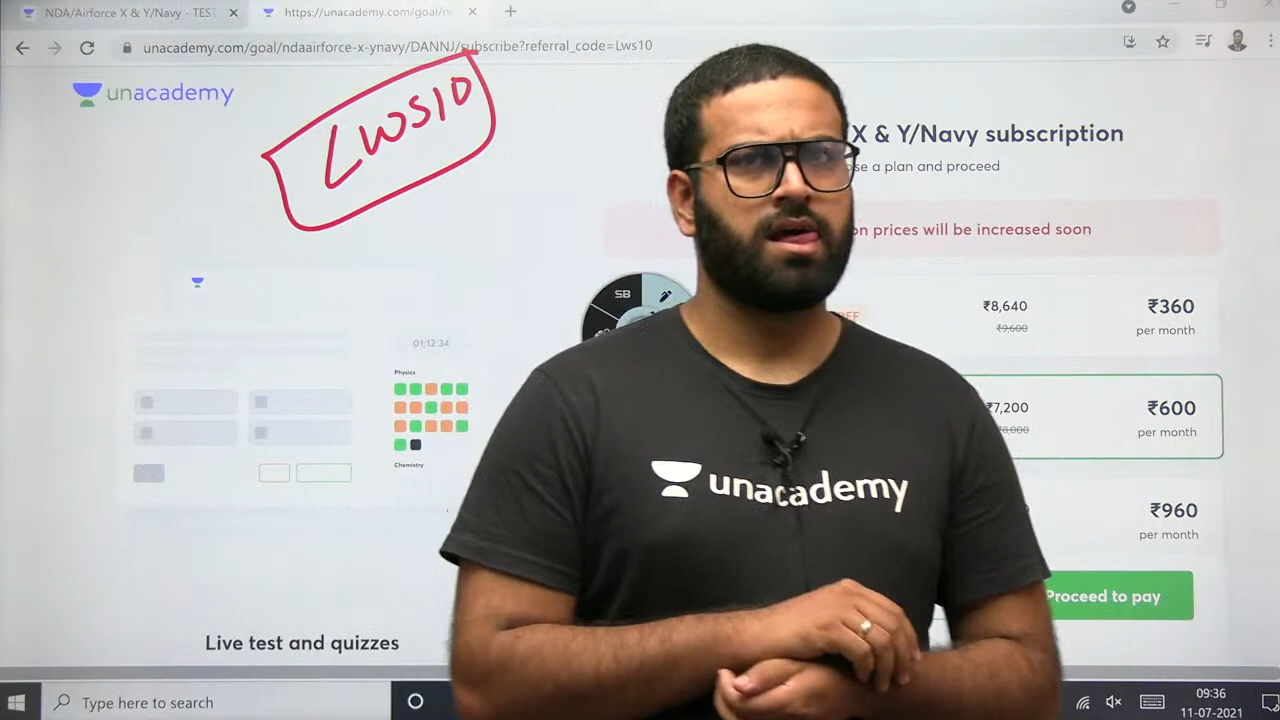 NDA/Airforce X & Y/Navy - TEST
https://unacademy.com/goal/n
unacademy.com/goal/ndaairforce-x-ynavy/DANNJ/subscribe?referral_code=Lws10
unacademy
LWS10
X & Y/Navy subscription
se a plan and proceed
on prices will be increased soon
SB
OFF
₹8,640
₹360
₹9,600
per month
01:12:34
Physics
₹7,200
₹600
₹8,000
per month
Chemistry
unacademy
₹960
per month
Proceed to pay
Live test and quizzes
Type here to search
09:36
11-07-2021